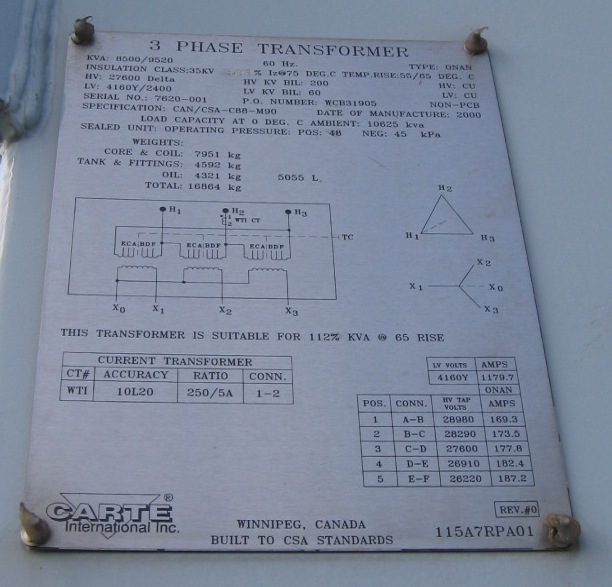 3 PHASE TRANSFORMER
KVA: 8500/9520 60 Hz. TYPE: ONAN
INSULATION CLASS:35KV % Iz@75 DEG.C TEMP.RISE:55/65 DEG. C
HV: 27600 Delta HV KV BIL: 200 HV: CU
LV: 4160Y/2400 LV KV BIL: 60 LV: CU
SERIAL NO.: 7620-001 P.O. NUMBER: WCB31905 NON-PCB
SPECIFICATION: CAN/CSA-C88-M90 DATE OF MANUFACTURE: 2000
LOAD CAPACITY AT 0 DEG. C AMBIENT: 10625 kva
SEALED UNIT: OPERATING PRESSURE: POS: 48 NEG: 45 kPa
WEIGHTS:
CORE & COIL: 7951 kg
TANK & FITTINGS: 4592 kg
OIL: 4321 kg 5055 L.
TOTAL: 16864 kg
H1 H2 H3
1
2 WTI CT
TC
ECABDF ECABDF ECABDF
X0 X1 X2 X3
H2
H1 H3
X2
X1 X0
X3
THIS TRANSFORMER IS SUITABLE FOR 112% KVA @ 65 RISE
CURRENT TRANSFORMER
CT# ACCURACY RATIO CONN.
WTI 10L20 250/5A 1-2
LV VOLTS AMPS
4160Y 1179.7
ONAN
POS. CONN. HV TAP VOLTS AMPS
1 A-B 28980 169.3
2 B-C 28290 173.5
3 C-D 27600 177.8
4 D-E 26910 182.4
5 E-F 26220 187.2
CARTE ®
International Inc.
WINNIPEG, CANADA
BUILT TO CSA STANDARDS
REV.#0
115A7RPA01